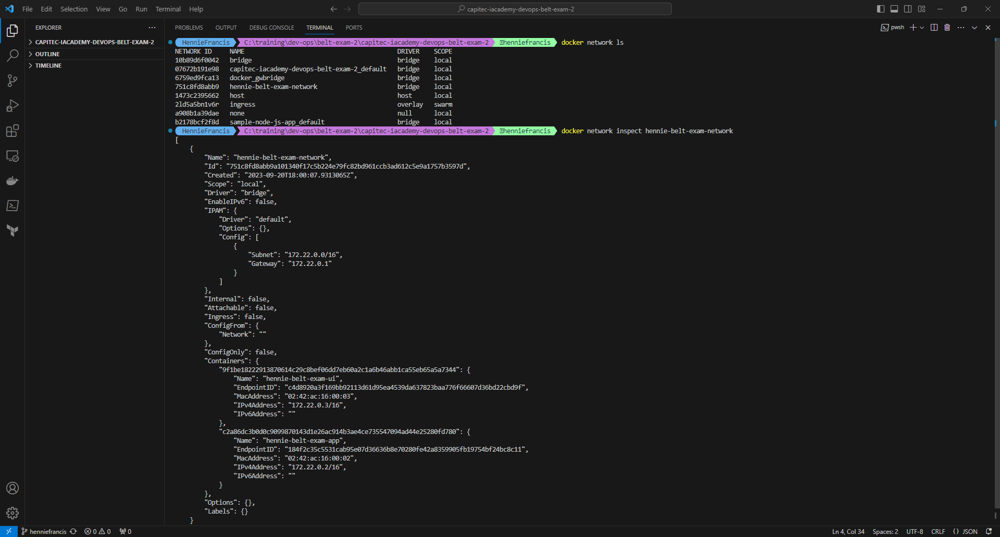 File Edit Selection View Go Run Terminal Help
capitec-iacademy-devops-belt-exam-2
EXPLORER
CAPITEC-IACADEMY-DEVOPS-BELT-EXAM-2
OUTLINE
TIMELINE
PROBLEMS OUTPUT DEBUG CONSOLE TERMINAL PORTS
pwsh
HennieFrancis C:\training\dev-ops\belt-exam-2\capitec-iacademy-devops-belt-exam-2 henniefrancis docker network ls
NETWORK ID NAME DRIVER SCOPE
10b89d6f0042 bridge bridge local
07672b191e98 capitec-iacademy-devops-belt-exam-2_default bridge local
6759ed9fca13 docker_gwbridge bridge local
751c8fd8abb9 hennie-belt-exam-network bridge local
1473c2395662 host host local
2ld5a5bn1v6r ingress overlay swarm
a908b1a39dae none null local
b2178bcf2f8d sample-node-js-app_default bridge local
HennieFrancis C:\training\dev-ops\belt-exam-2\capitec-iacademy-devops-belt-exam-2 henniefrancis docker network inspect hennie-belt-exam-network
[
{
"Name": "hennie-belt-exam-network",
"Id": "751c8fd8abb9a101340f17c5b224e79fc82bd961ccb3ad612c5e9a1757b3597d",
"Created": "2023-09-20T18:00:07.9313065Z",
"Scope": "local",
"Driver": "bridge",
"EnableIPv6": false,
"IPAM": {
"Driver": "default",
"Options": {},
"Config": [
{
"Subnet": "172.22.0.0/16",
"Gateway": "172.22.0.1"
}
]
},
"Internal": false,
"Attachable": false,
"Ingress": false,
"ConfigFrom": {
"Network": ""
},
"ConfigOnly": false,
"Containers": {
"9f1be18222913870614c29c8bef06dd7eb60a2c1a6b46abb1ca55eb65a5a7344": {
"Name": "hennie-belt-exam-ui",
"EndpointID": "c4d8920a3f169bb92113d61d95ea4539da637823baa776f66607d36bd22cbd9f",
"MacAddress": "02:42:ac:16:00:03",
"IPv4Address": "172.22.0.3/16",
"IPv6Address": ""
},
"c2a86dc3b0d0c9099870143d1e26ac914b3ae4ce735547094ad44e25280fd780": {
"Name": "hennie-belt-exam-app",
"EndpointID": "184f2c35c5531cab95e07d36636b8e70280fe42a8359905fb19754bf24bc8c11",
"MacAddress": "02:42:ac:16:00:02",
"IPv4Address": "172.22.0.2/16",
"IPv6Address": ""
}
},
"Options": {},
"Labels": {}
}
henniefrancis 0 0 0 Ln 4, Col 34 Spaces: 2 UTF-8 CRLF {} JSON